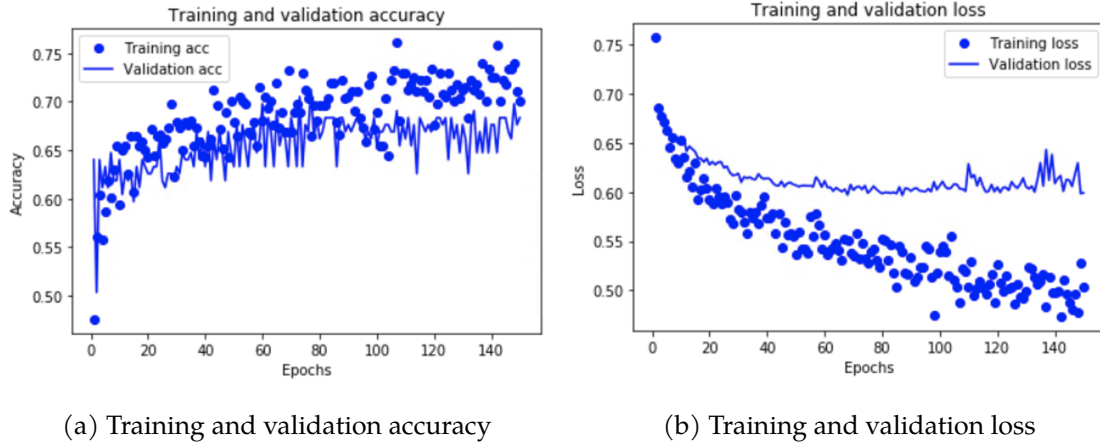 Training and validation accuracy
Training acc
Validation acc
0.75
0.70
0.65
0.60
0.55
0.50
Accuracy
0 20 40 60 80 100 120 140
Epochs
(a) Training and validation accuracy
Training and validation loss
Training loss
Validation loss
0.75
0.70
0.65
0.60
0.55
0.50
Loss
0 20 40 60 80 100 120 140
Epochs
(b) Training and validation loss